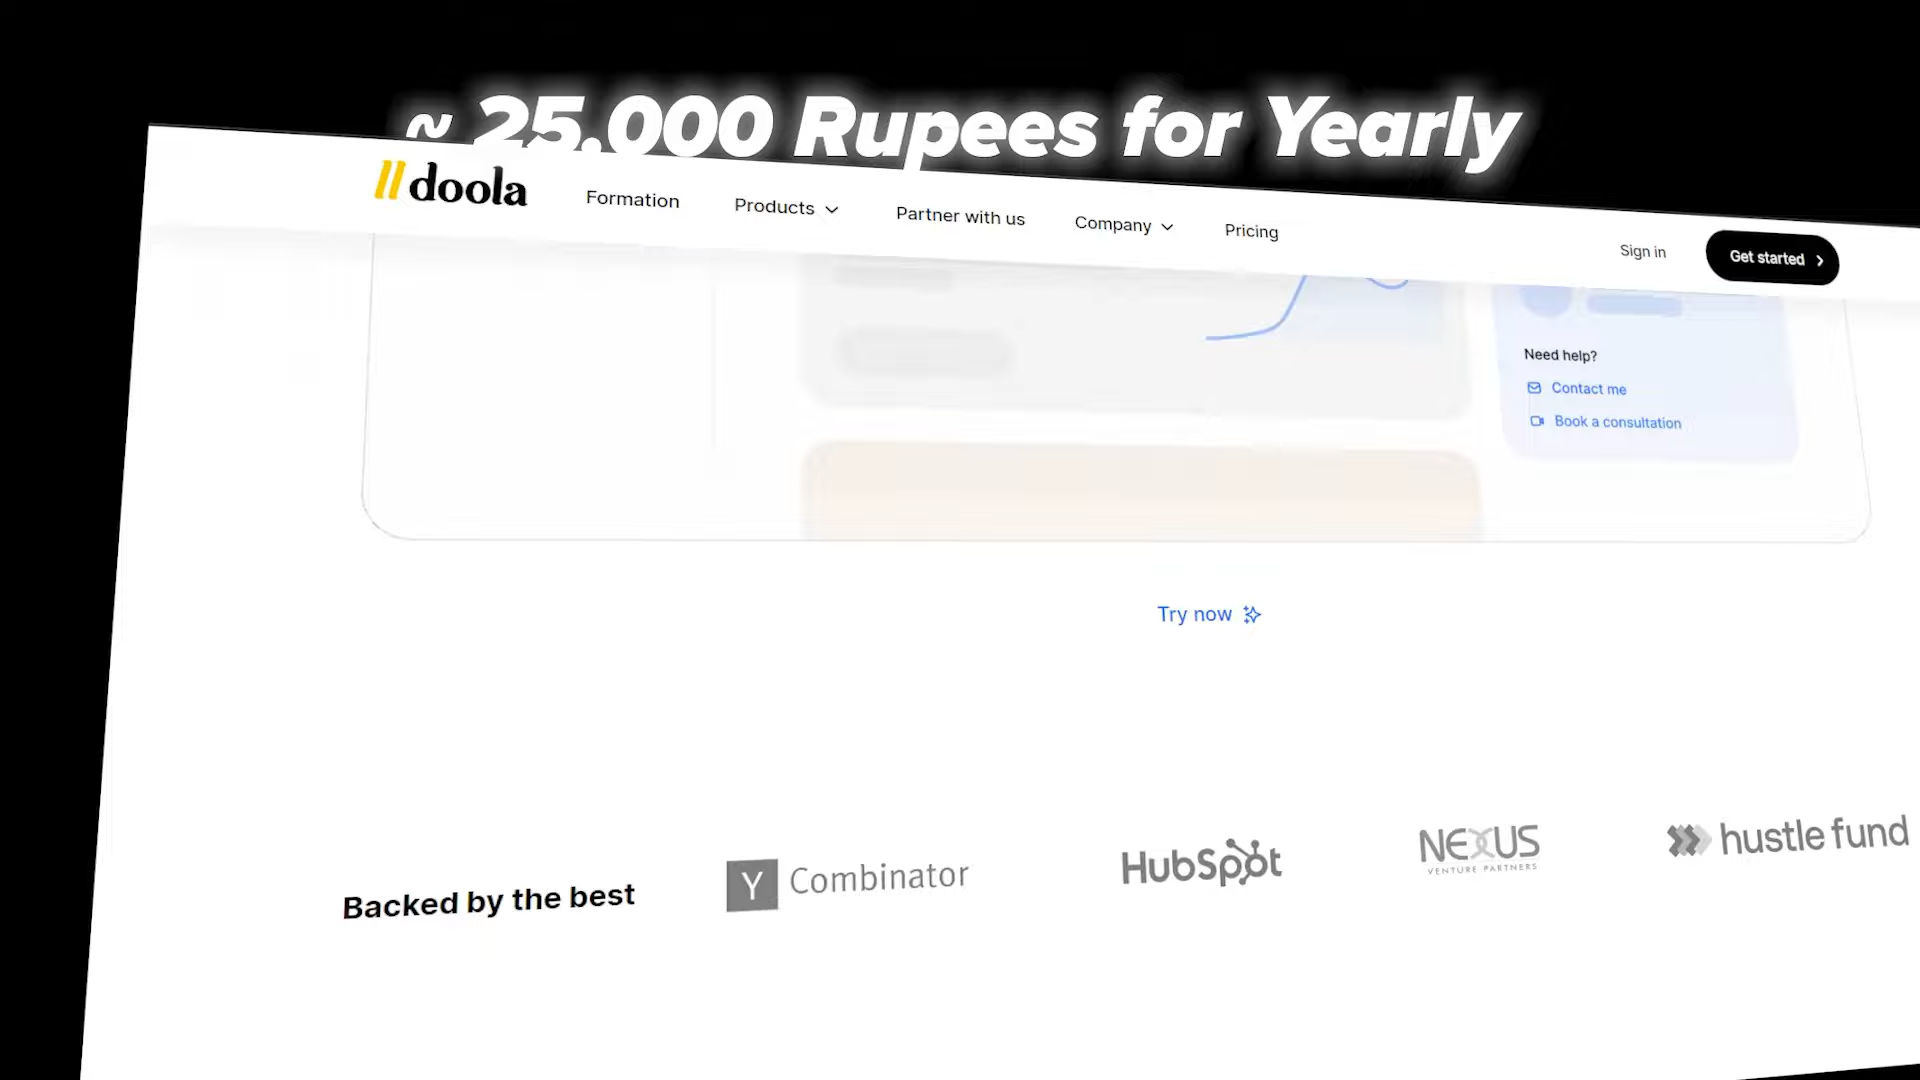 ~ 25,000 Rupees for Yearly
doola
Formation
Products
Partner with us
Company
Pricing
Sign in
Get started
Need help?
Contact me
Book a consultation
Try now
Backed by the best
Y Combinator
HubSpot
NEXUS
VENTURE PARTNERS
hustle fund